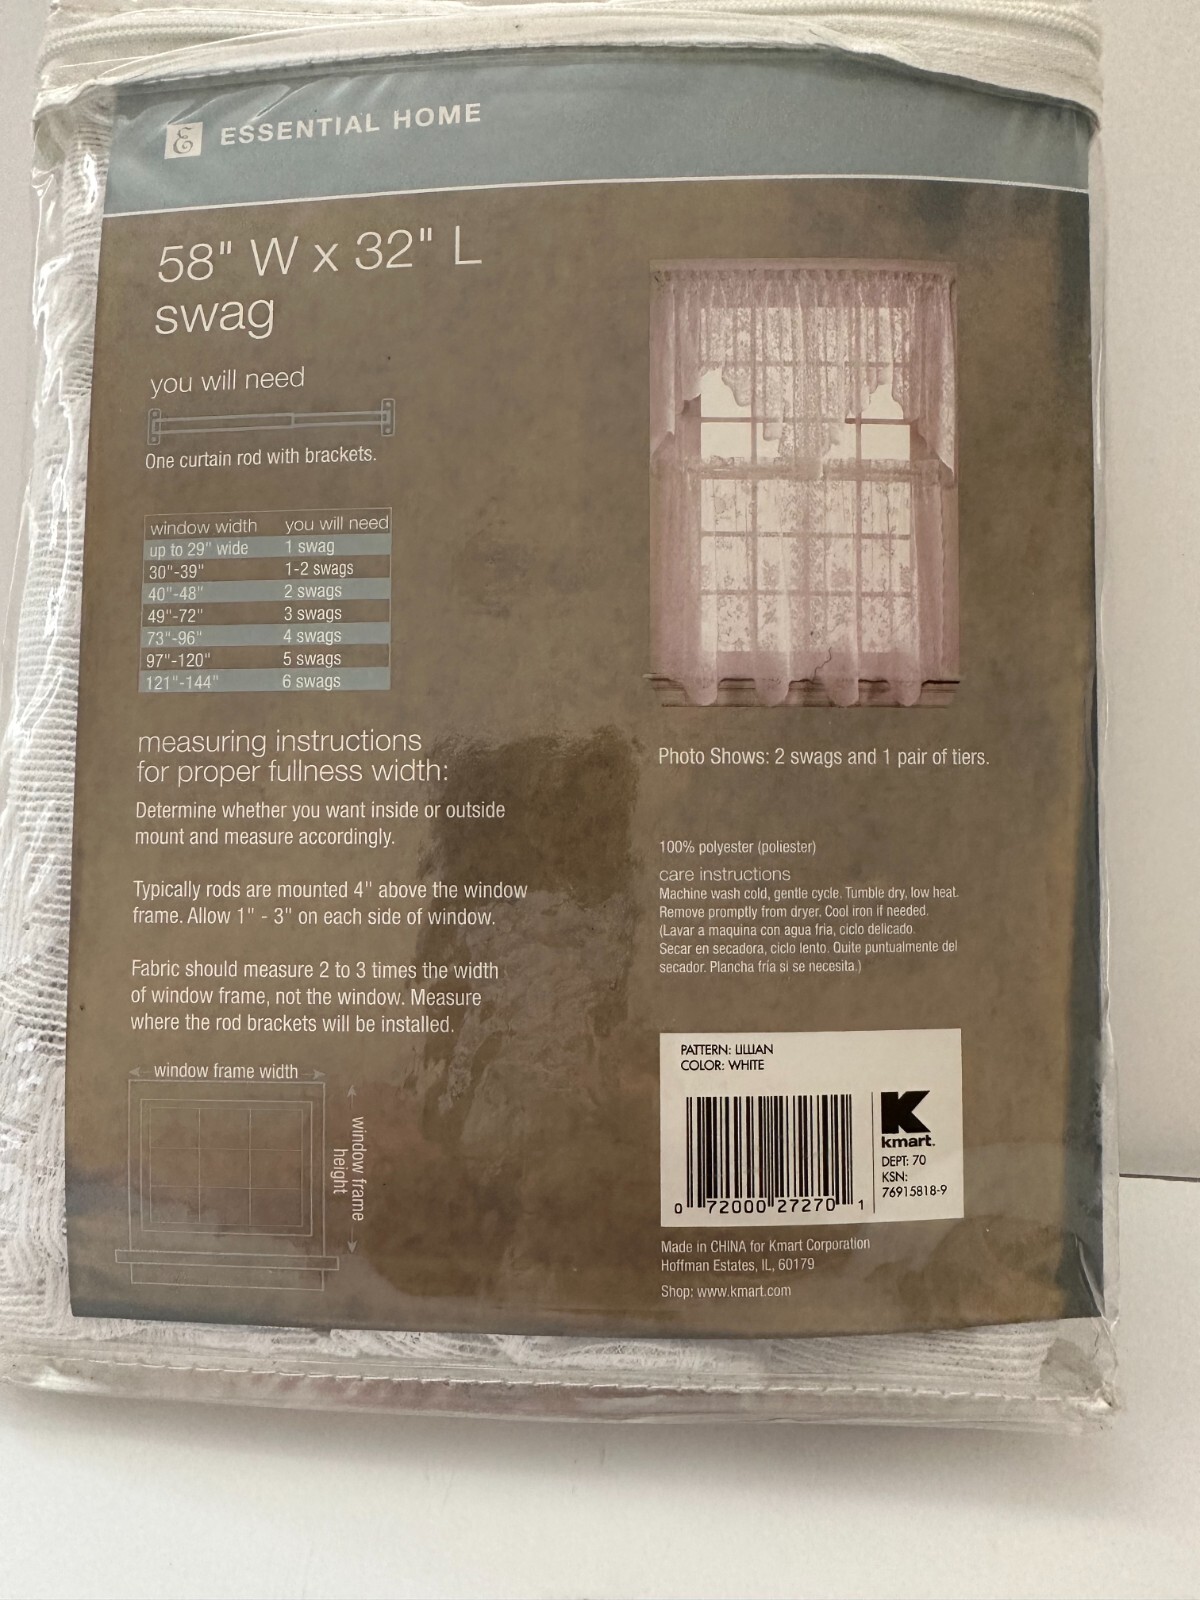 ESSENTIAL HOME
58" W x 32" L
swag
you will need
One curtain rod with brackets.
window width you will need
up to 29" wide 1 swag
30"-39" 1-2 swags
40"-48" 2 swags
49"-72" 3 swags
73"-96" 4 swags
97"-120" 5 swags
121"-144" 6 swags
measuring instructions
for proper fullness width:
Determine whether you want inside or outside
mount and measure accordingly.
Typically rods are mounted 4" above the window
frame. Allow 1" - 3" on each side of window.
Fabric should measure 2 to 3 times the width
of window frame, not the window. Measure
where the rod brackets will be installed.
window frame width
window frame
height
Photo Shows: 2 swags and 1 pair of tiers.
100% polyester (poliester)
care instructions
Machine wash cold, gentle cycle. Tumble dry, low heat.
Remove promptly from dryer. Cool iron if needed.
(Lavar a maquina con agua fria, ciclo delicado.
Secar en secadora, ciclo lento. Quite puntualmente del
secador. Plancha fría si se necesita.)
PATTERN: LILLIAN
COLOR: WHITE
0 72000 27270 1
K
kmart.
DEPT: 70
KSN:
76915818-9
Made in CHINA for Kmart Corporation
Hoffman Estates, IL, 60179
Shop: www.kmart.com